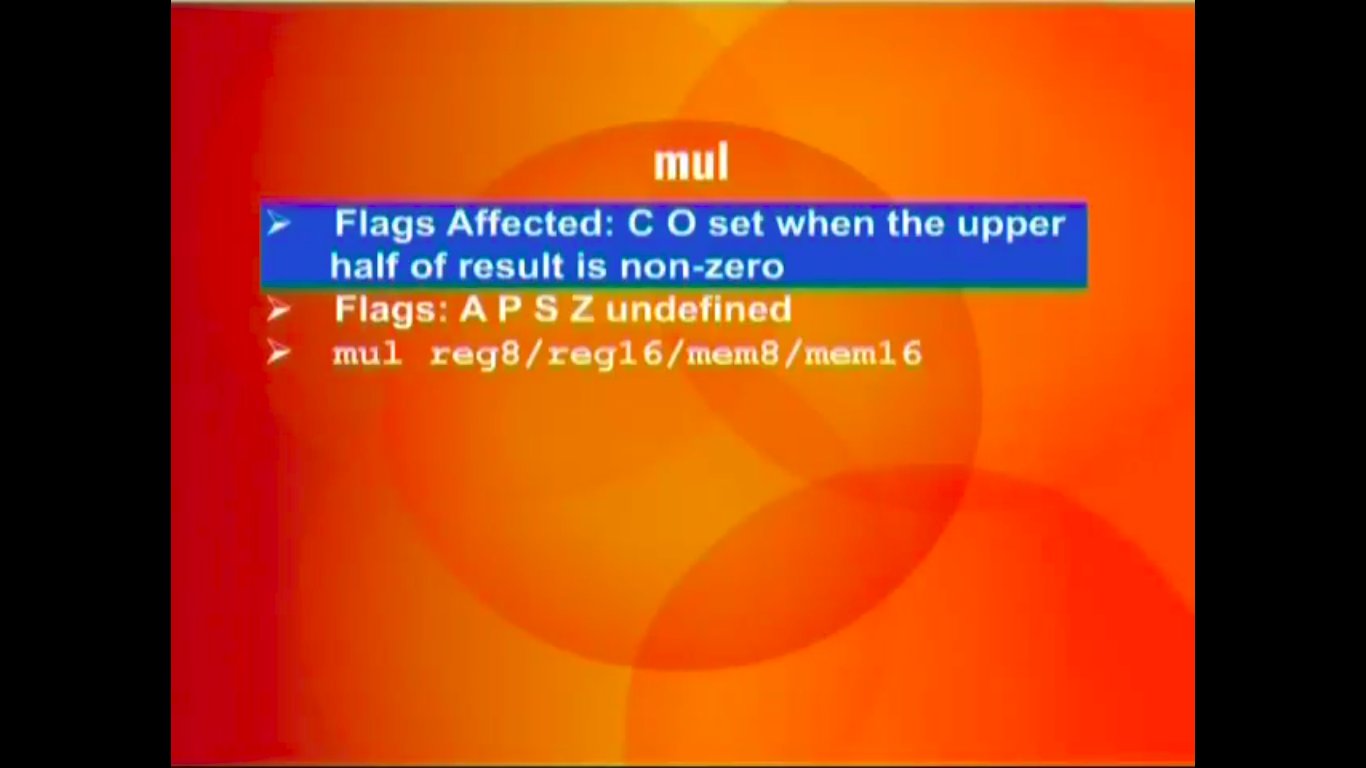 mul
➢ Flags Affected: C O set when the upper
half of result is non-zero
➢ Flags: A P S Z undefined
➢ mul reg8/reg16/mem8/mem16